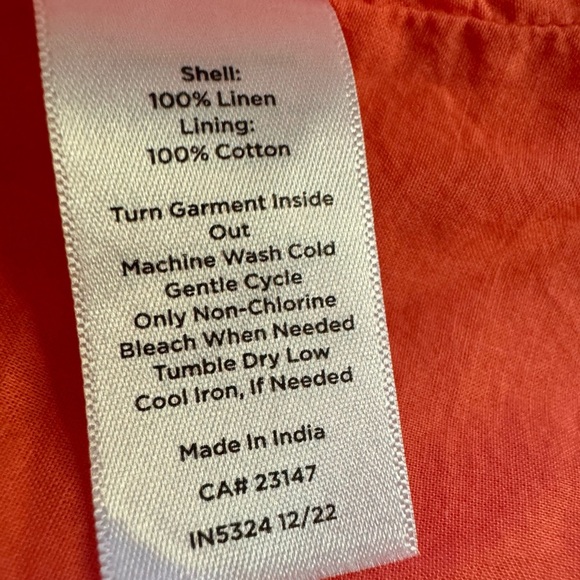 Shell:
100% Linen
Lining:
100% Cotton
Turn Garment Inside
Out
Machine Wash Cold
Gentle Cycle
Only Non-Chlorine
Bleach When Needed
Tumble Dry Low
Cool Iron, If Needed
Made In India
CA# 23147
IN5324 12/22